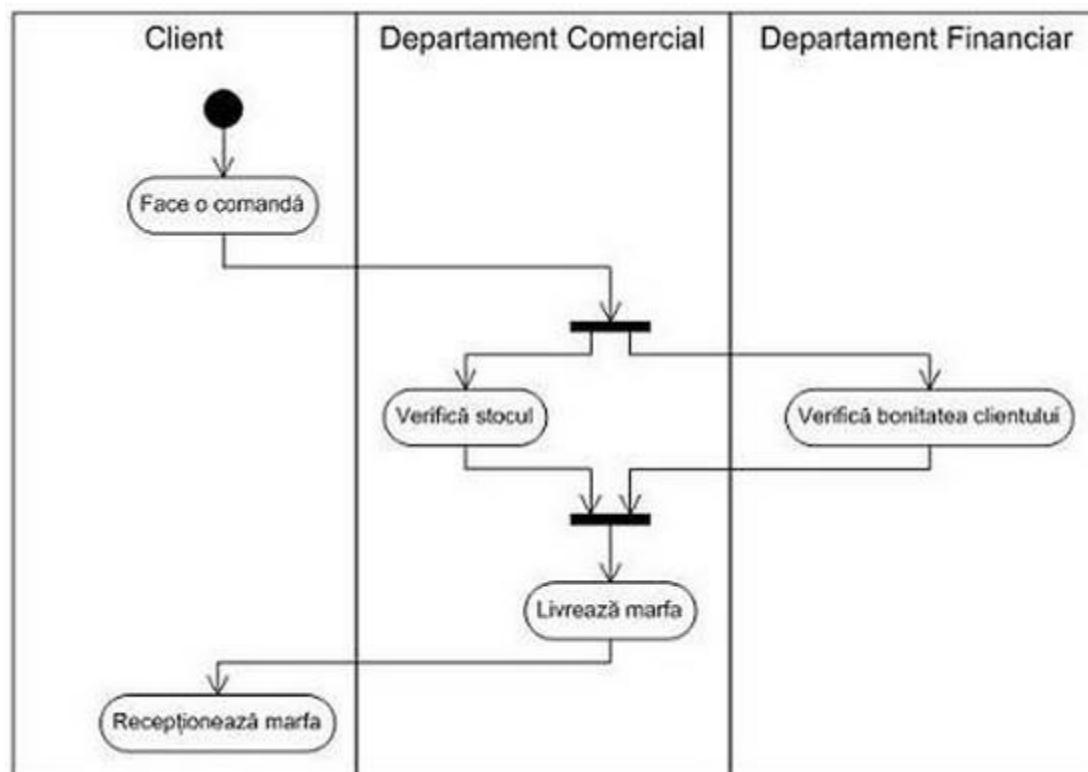 Client
Departament Comercial
Departament Financiar
Face o comandă
Verifică stocul
Verifică bonitatea clientului
Livrează marfa
Recepționează marfa